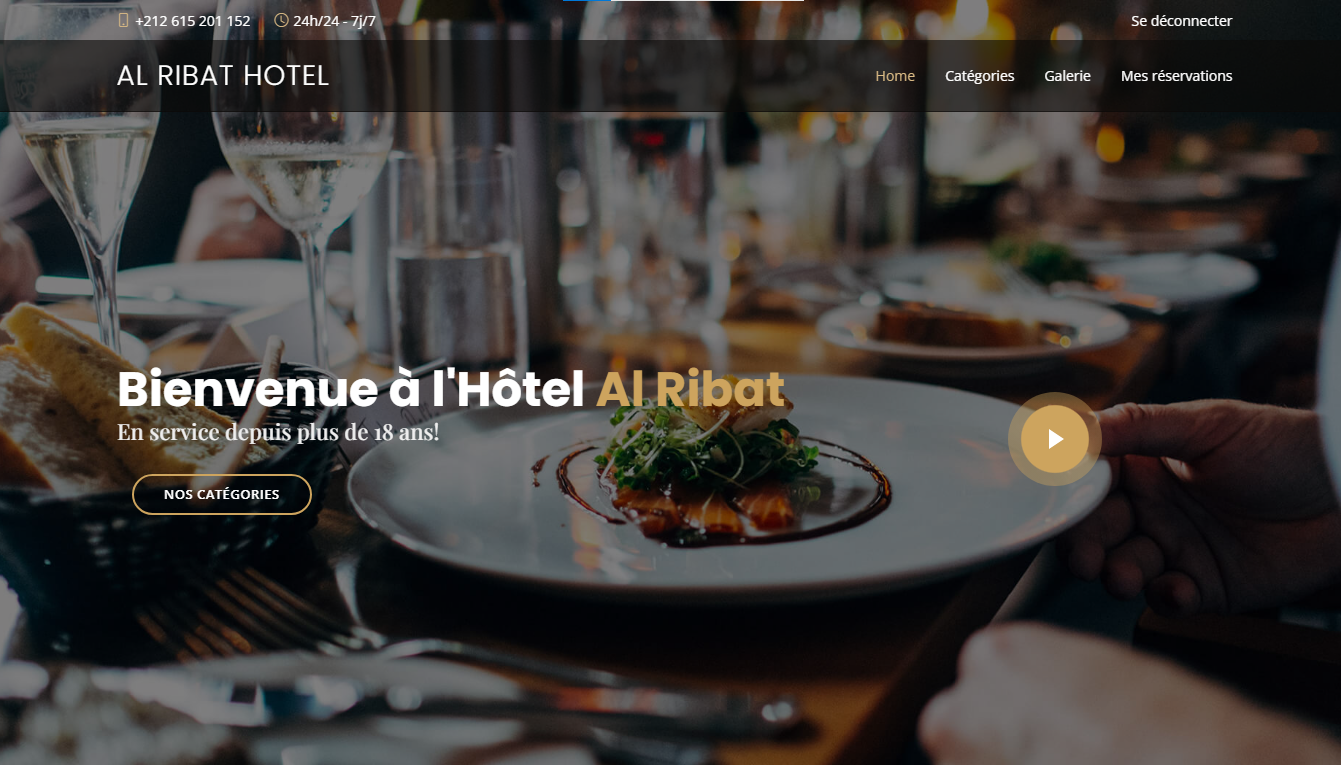 +212 615 201 152 24h/24 - 7j/7 Se déconnecter
AL RIBAT HOTEL Home Catégories Galerie Mes réservations
Bienvenue à l'Hôtel Al Ribat
En service depuis plus de 18 ans!
NOS CATÉGORIES